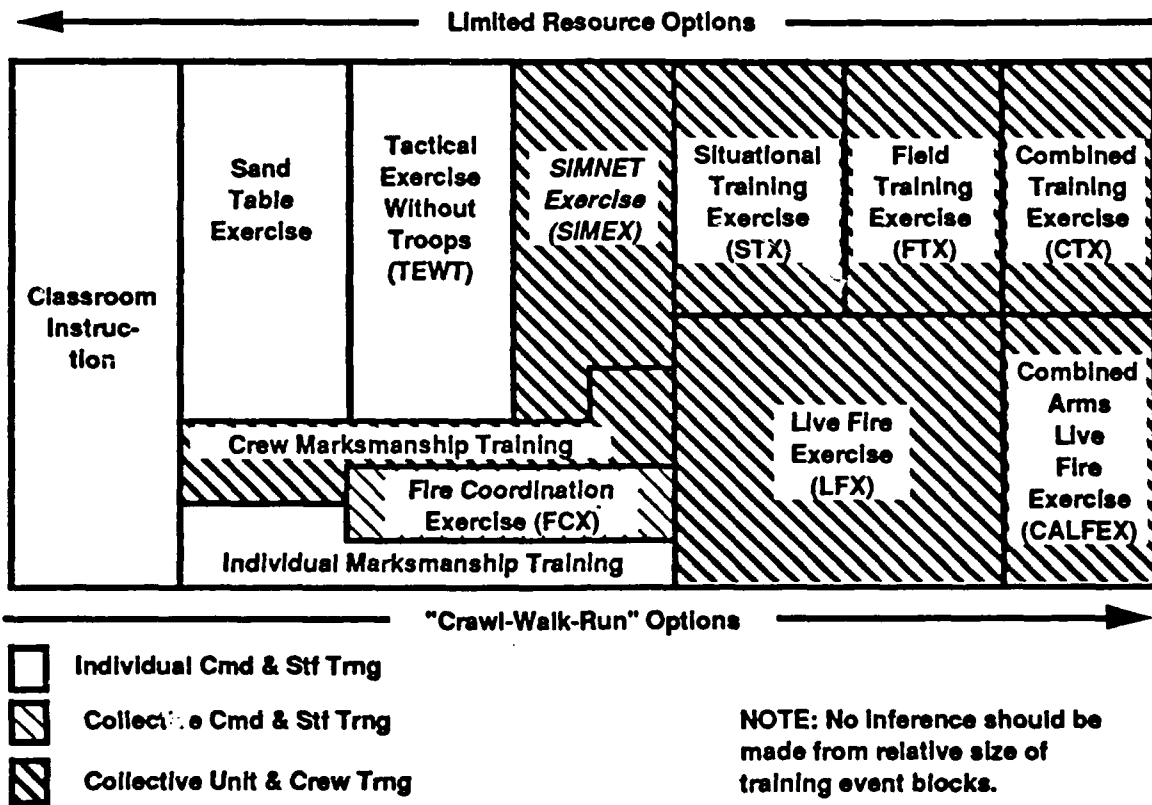 Limited Resource Options
Classroom
Instruc-
tion
Sand
Table
Exercise
Tactical
Exercise
Without
Troops
(TEWT)
SIMNET
Exercise
(SIMEX)
Situational
Training
Exercise
(STX)
Field
Training
Exercise
(FTX)
Combined
Training
Exercise
(CTX)
Crew Marksmanship Training
Fire Coordination
Exercise (FCX)
Individual Marksmanship Training
Live Fire
Exercise
(LFX)
Combined
Arms
Live
Fire
Exercise
(CALFEX)
"Crawl-Walk-Run" Options
Individual Cmd & Stf Trng
Collective Cmd & Stf Trng
Collective Unit & Crew Trng
NOTE: No inference should be
made from relative size of
training event blocks.